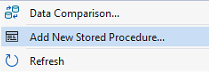 Data Comparison...
Add New Stored Procedure...
Refresh